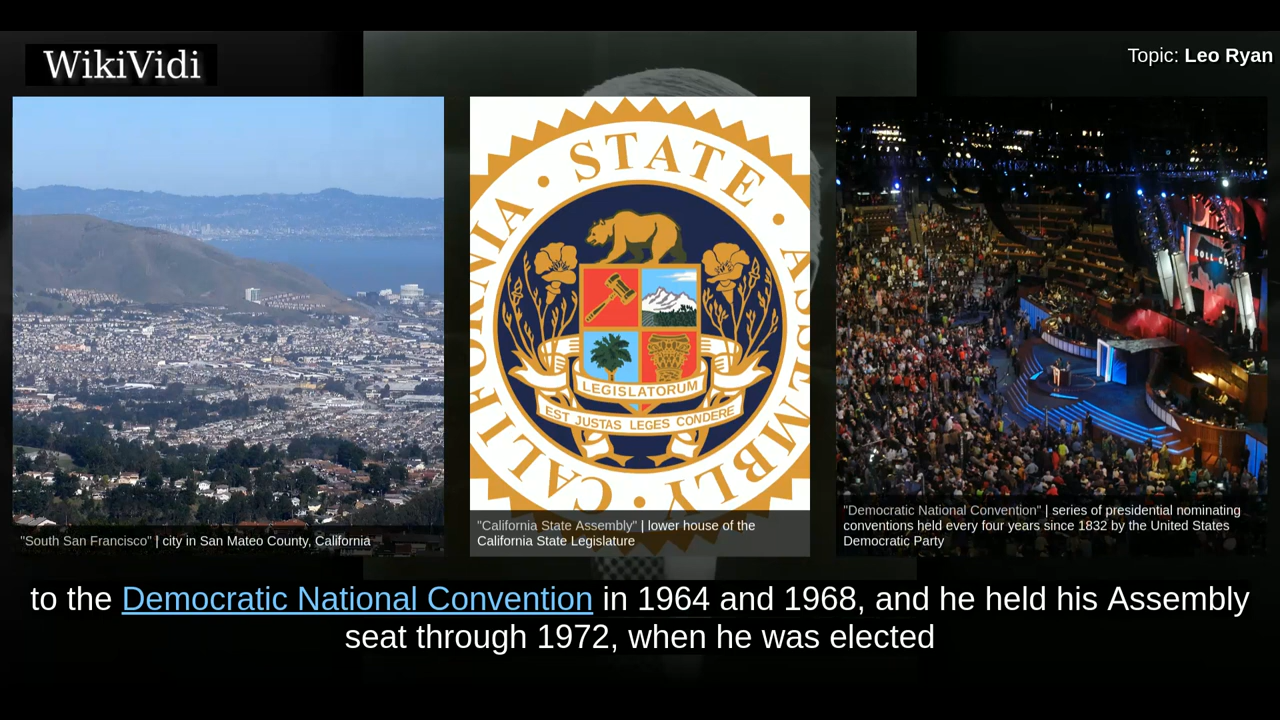 WikiVidi
Topic: Leo Ryan
STATE
CALIFORNIA
ASSEMBLY
LEGISLATORUM
EST JUSTAS LEGES CONDERE
ROLL CALL
"South San Francisco" | city in San Mateo County, California
"California State Assembly" | lower house of the
California State Legislature
"Democratic National Convention" | series of presidential nominating
conventions held every four years since 1832 by the United States
Democratic Party
to the Democratic National Convention in 1964 and 1968, and he held his Assembly
seat through 1972, when he was elected